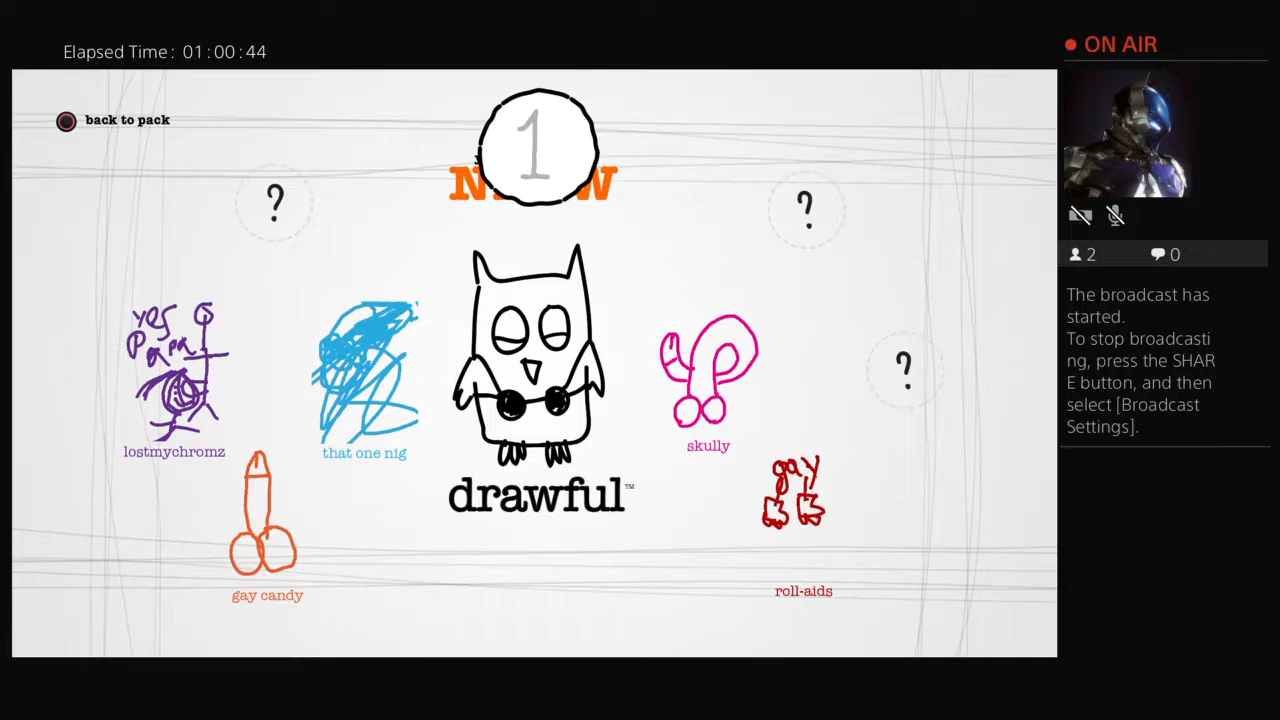 Elapsed Time: 01:00:44
ON AIR
back to pack
1
?
?
?
yes
Papa
lostmychromz
that one nig
skully
gay candy
gay
roll-aids
drawful™
2
0
The broadcast has
started.
To stop broadcasti
ng, press the SHAR
E button, and then
select [Broadcast
Settings].